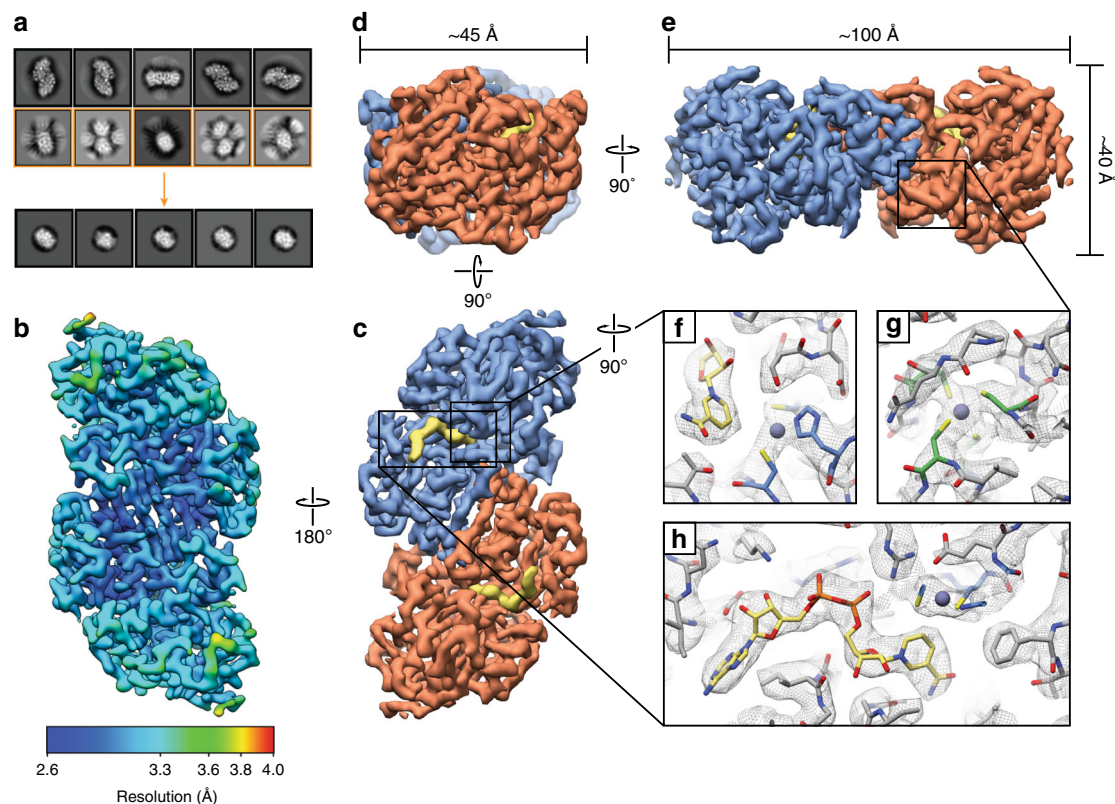 a
d
~45 Å
e
~100 Å
~40 Å
90°
90°
b
c
90°
f
g
180°
h
2.6 3.3 3.6 3.8 4.0
Resolution (Å)